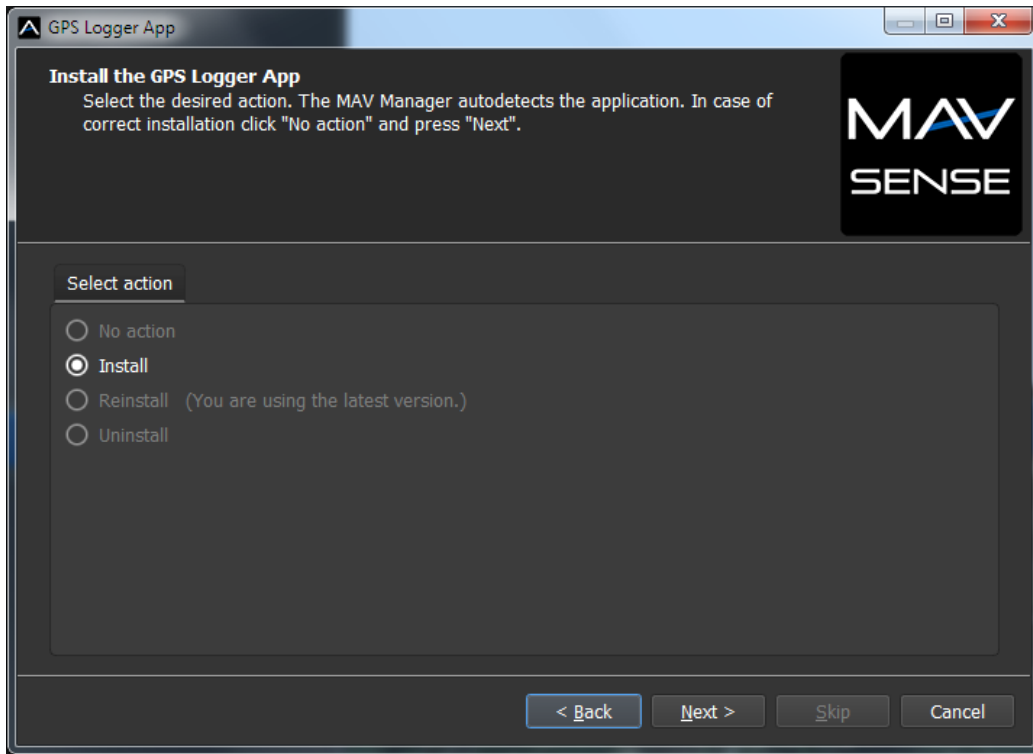 GPS Logger App
Install the GPS Logger App
Select the desired action. The MAV Manager autodetects the application. In case of
correct installation click "No action" and press "Next".
MAV
SENSE
Select action
No action
Install
Reinstall (You are using the latest version.)
Uninstall
< Back
Next >
Skip
Cancel